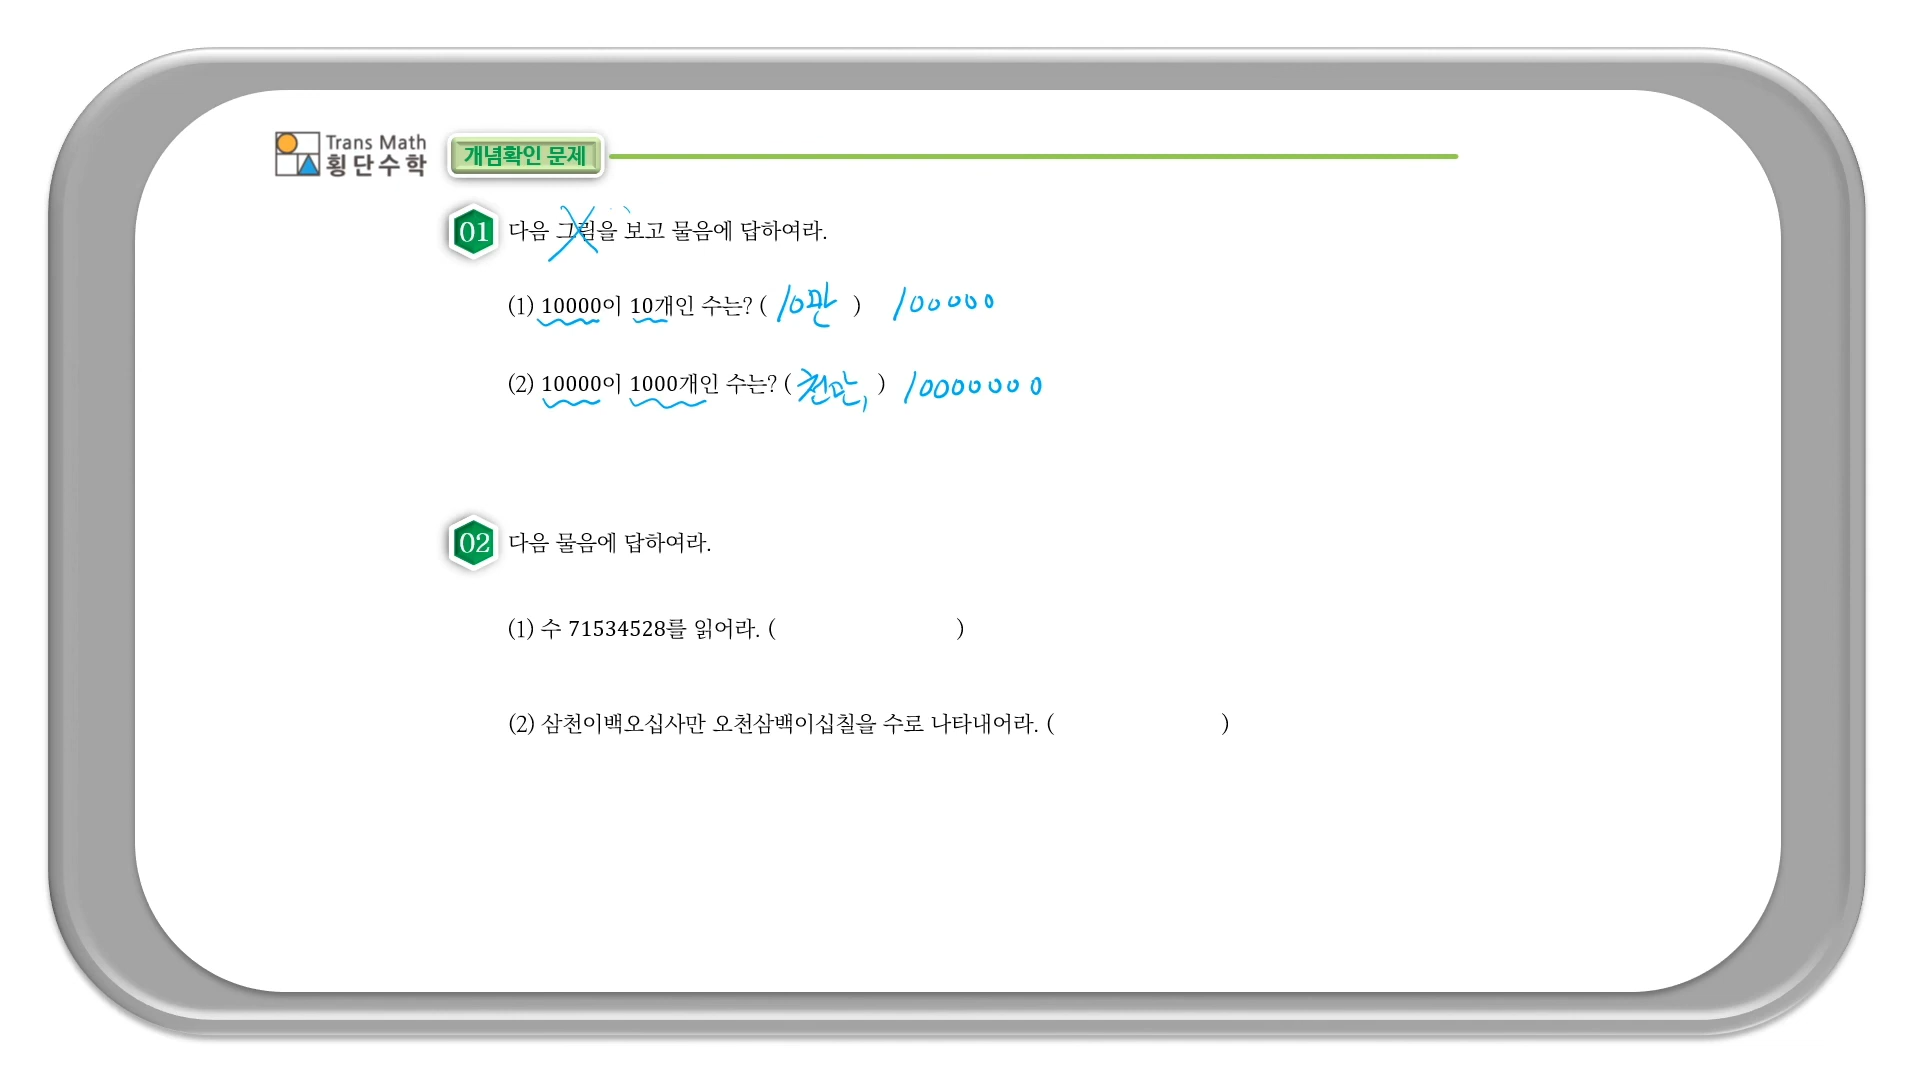 Trans Math
횡단수학
개념확인 문제
01 다음 그림을 보고 물음에 답하여라.
(1) 10000이 10개인 수는? ( 10만 ) 100000
(2) 10000이 1000개인 수는? ( 천만 ) 10000000
02 다음 물음에 답하여라.
(1) 수 71534528를 읽어라. ( )
(2) 삼천이백오십사만 오천삼백이십칠을 수로 나타내어라. ( )